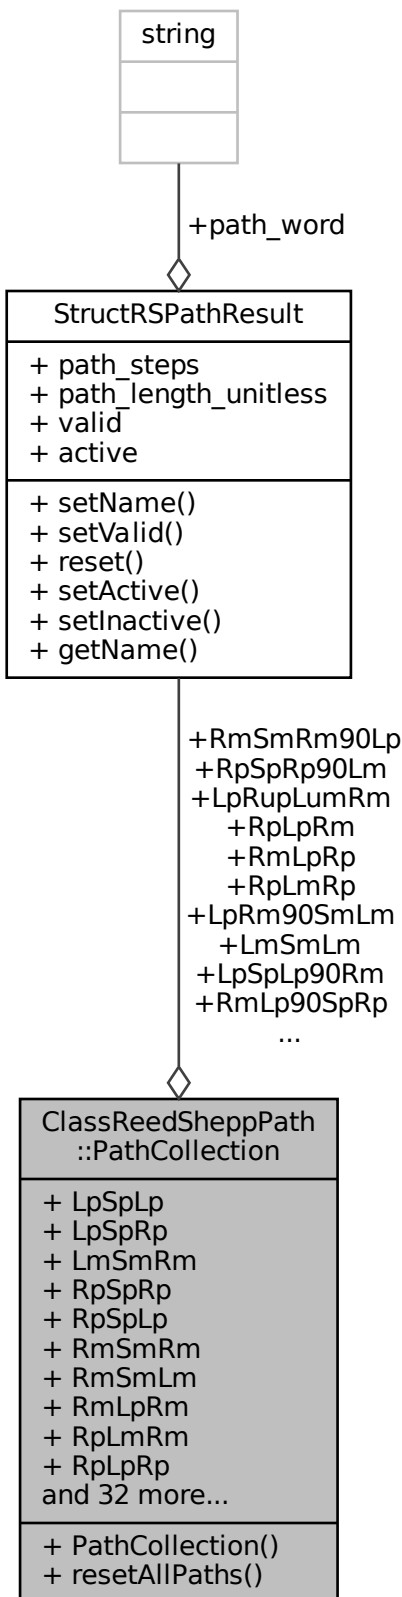 string
+path_word
StructRSPathResult
+ path_steps
+ path_length_unitless
+ valid
+ active
+ setName()
+ setValid()
+ reset()
+ setActive()
+ setInactive()
+ getName()
+RmSmRm90Lp
+RpSpRp90Lm
+LpRupLumRm
+RpLpRm
+RmLpRp
+RpLmRp
+LpRm90SmLm
+LmSmLm
+LpSpLp90Rm
+RmLp90SpRp
...
ClassReedSheppPath
::PathCollection
+ LpSpLp
+ LpSpRp
+ LmSmRm
+ RpSpRp
+ RpSpLp
+ RmSmRm
+ RmSmLm
+ RmLpRm
+ RpLmRm
+ RpLpRp
and 32 more...
+ PathCollection()
+ resetAllPaths()